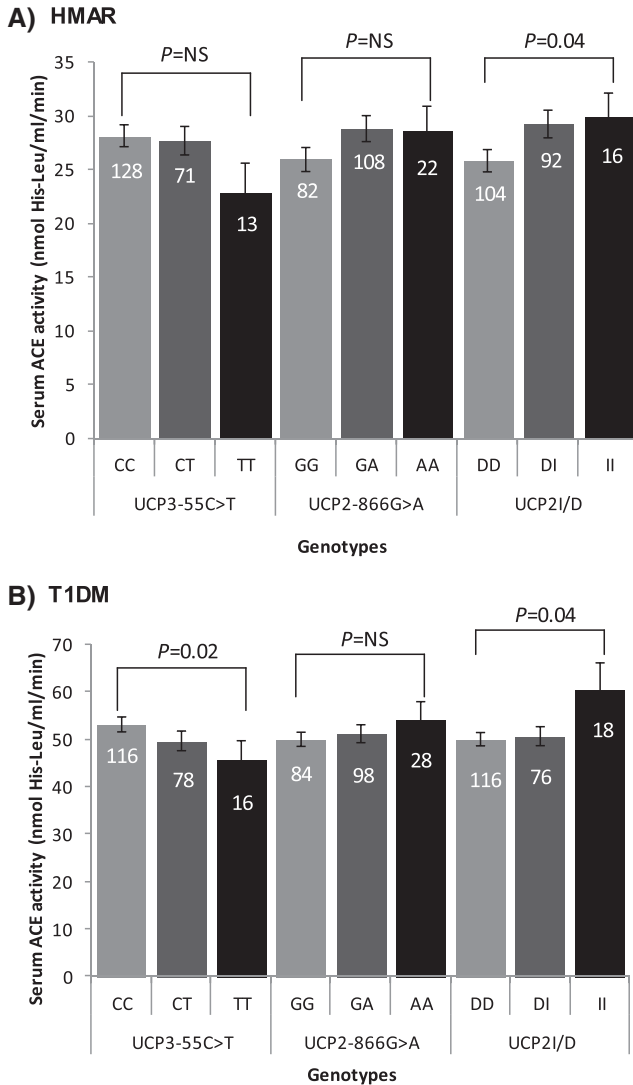 A) HMAR
P=NS
P=NS
P=0.04
35
30
25
20
15
10
5
0
Serum ACE activity (nmol His-Leu/ml/min)
128
71
13
82
108
22
104
92
16
CC CT TT GG GA AA DD DI II
UCP3-55C>T UCP2-866G>A UCP2I/D
Genotypes
B) T1DM
P=0.02
P=NS
P=0.04
70
60
50
40
30
20
10
0
Serum ACE activity (nmol His-Leu/ml/min)
116
78
16
84
98
28
116
76
18
CC CT TT GG GA AA DD DI II
UCP3-55C>T UCP2-866G>A UCP2I/D
Genotypes